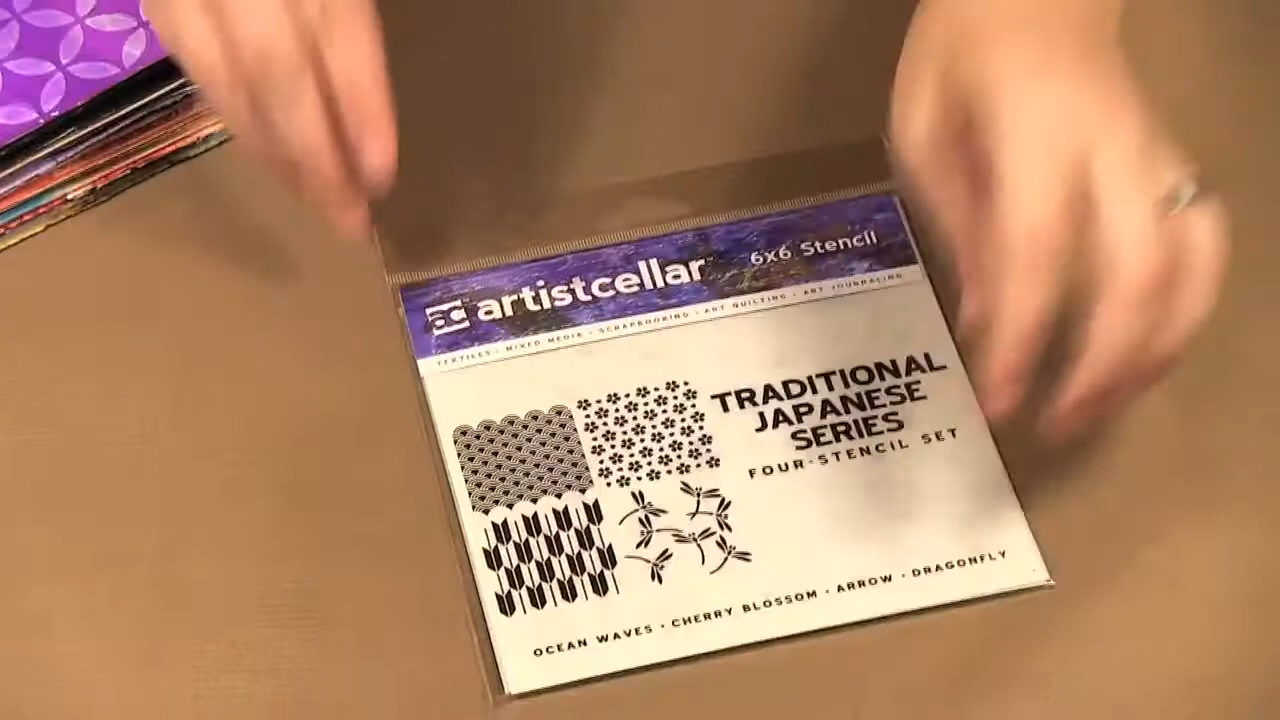 ac artistcellar 6x6 Stencil
TEXTILES · MIXED MEDIA · SCRAPBOOKING · ART QUILTING · ART JOURNALING
TRADITIONAL
JAPANESE
SERIES
FOUR-STENCIL SET
OCEAN WAVES · CHERRY BLOSSOM · ARROW · DRAGONFLY